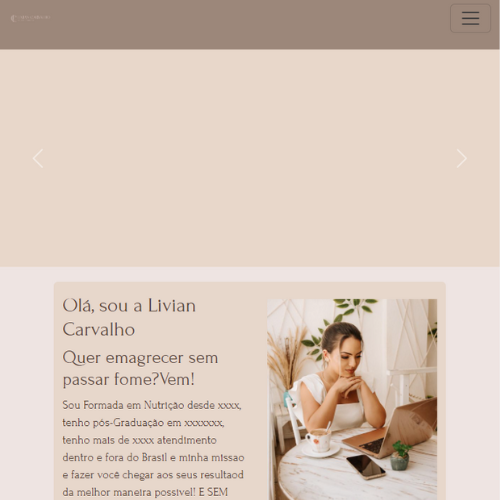 Olá, sou a Livian
Carvalho
Quer emagrecer sem
passar fome?Vem!
Sou Formada em Nutrição desde xxxx,
tenho pós-Graduação em xxxxxxx,
tenho mais de xxxx atendimento
dentro e fora do Brasil e minha missao
e fazer você chegar aos seus resultaod
da melhor maneira possivel! E SEM